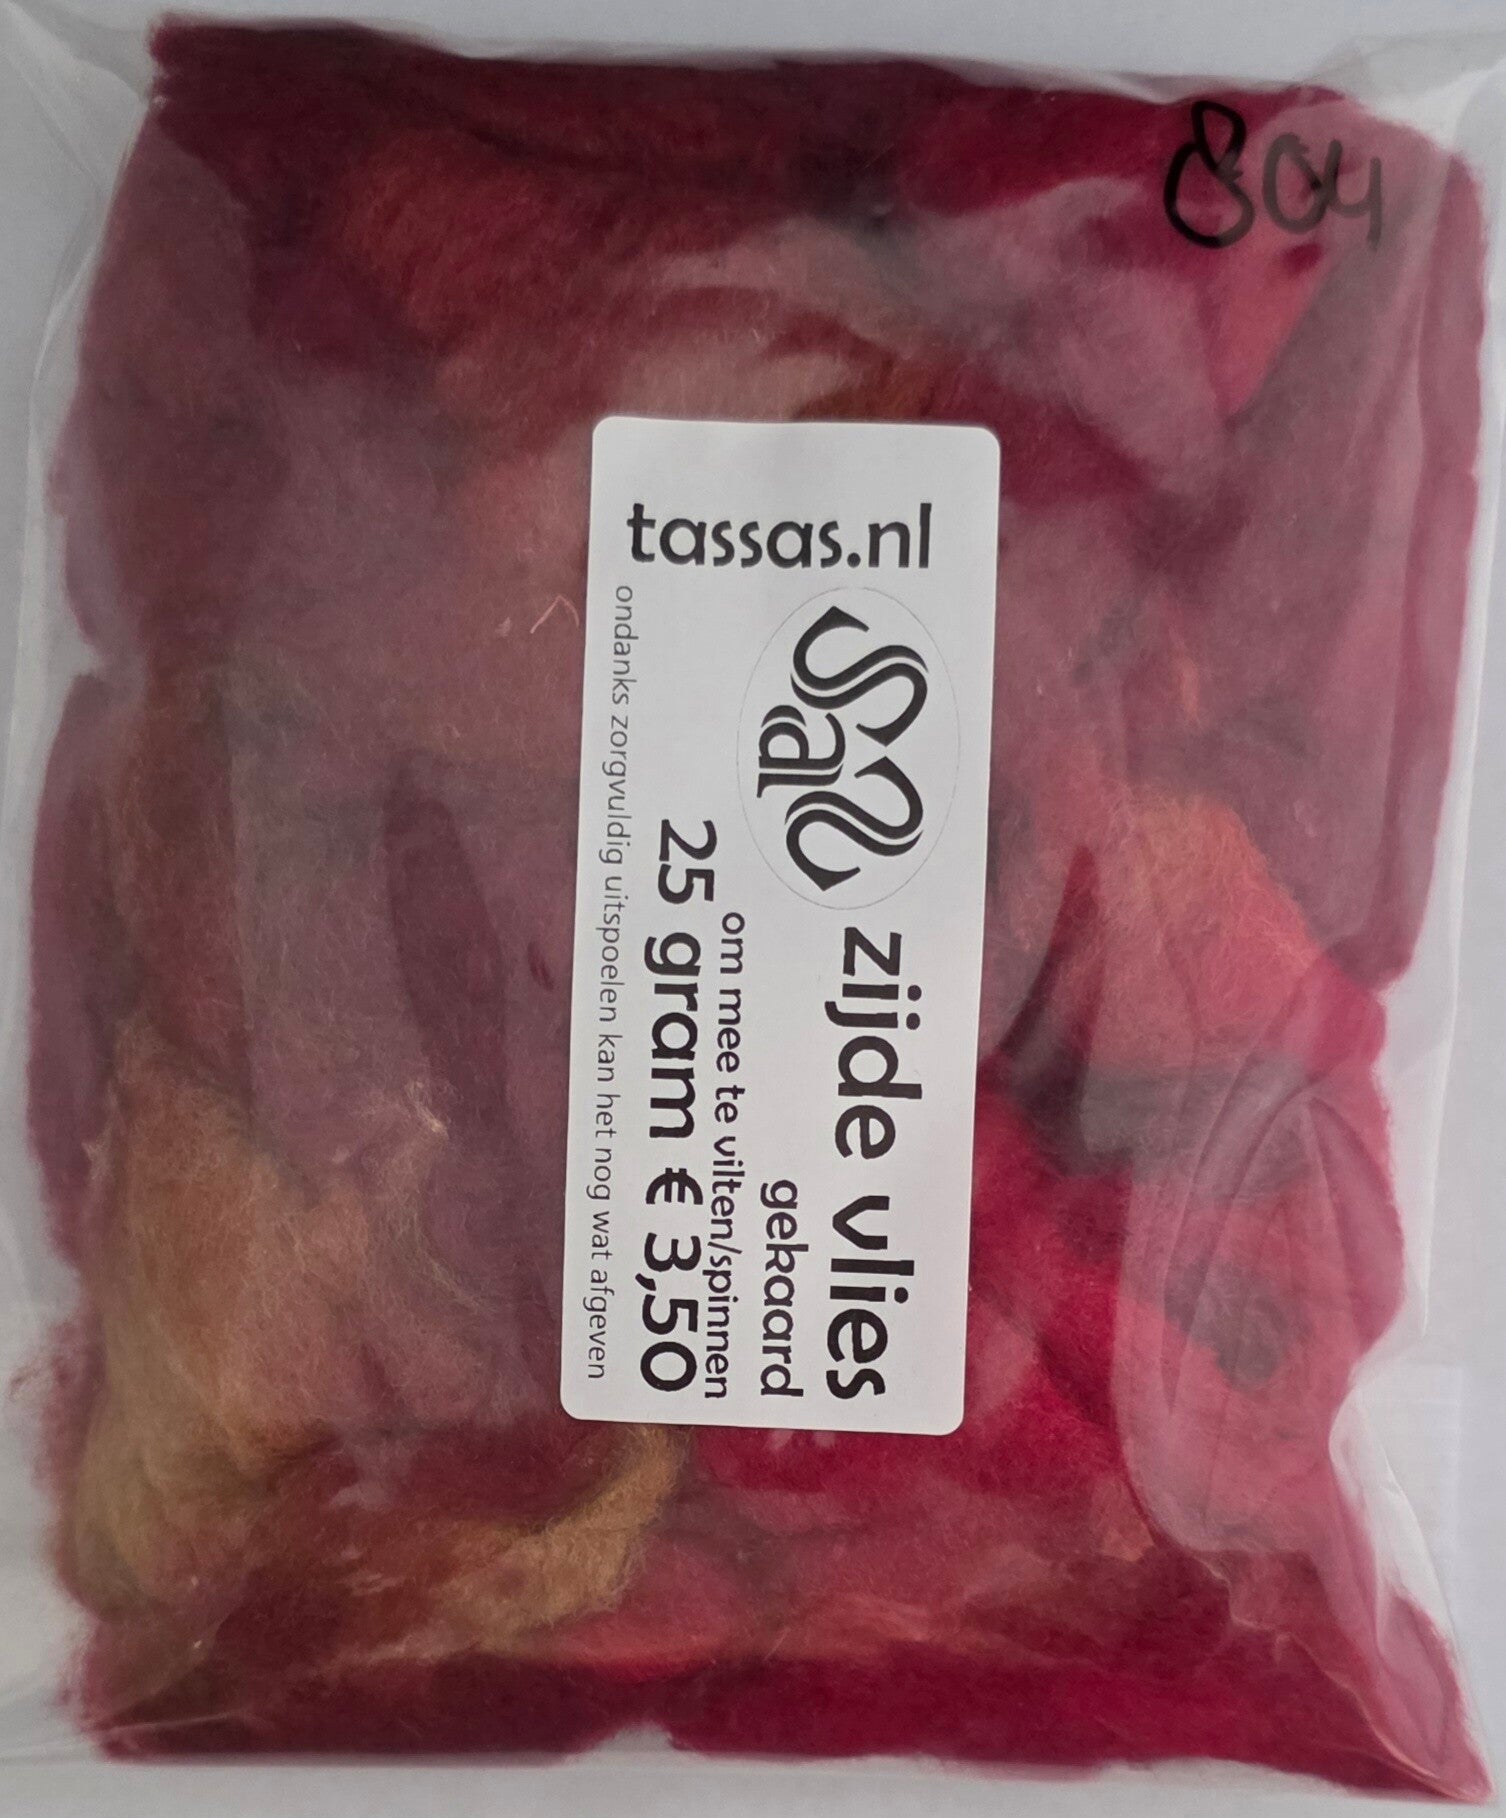 804
tassas.nl
SaS
zijde vlies
gekaard
om mee te vilten/spinnen
25 gram € 3,50
ondanks zorgvuldig uitspoelen kan het nog wat afgeven